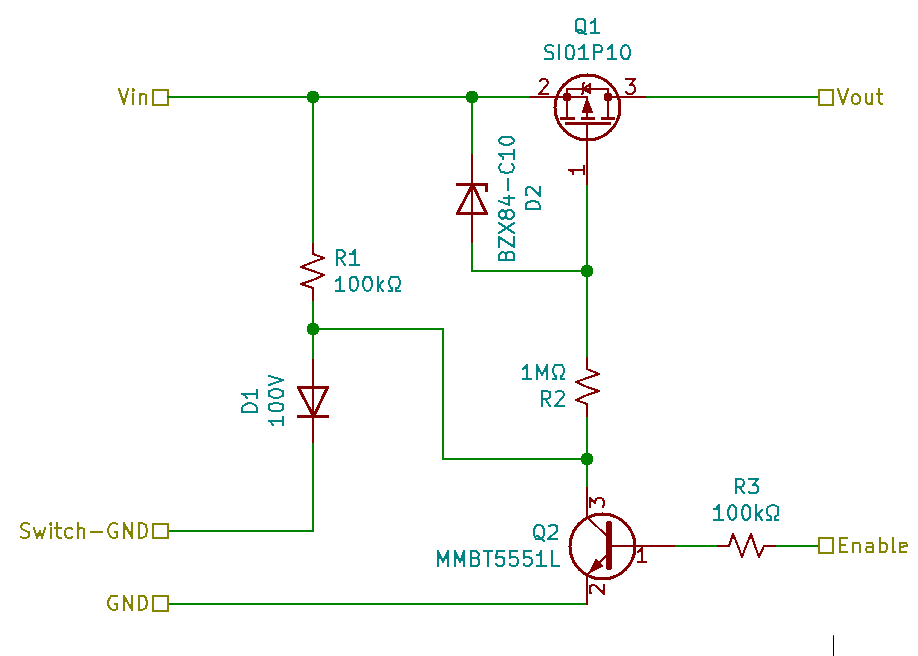 Q1
SI01P10
Vin
2
3
Vout
1
BZX84-C10
D2
R1
100kΩ
1MΩ
R2
D1
100V
R3
100kΩ
Switch-GND
3
Q2
MMBT5551L
1
Enable
2
GND